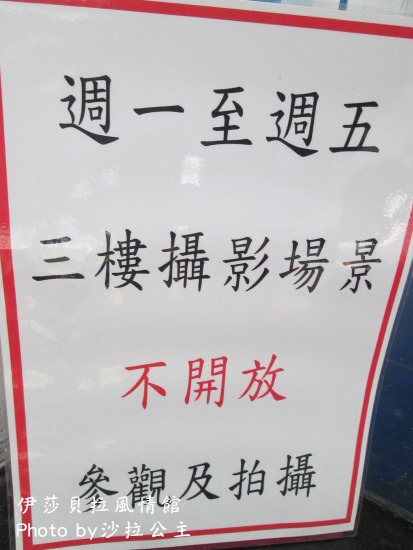 週一至週五
三樓攝影場景
不開放
參觀及拍攝
伊莎貝拉風情館
Photo by沙拉公主